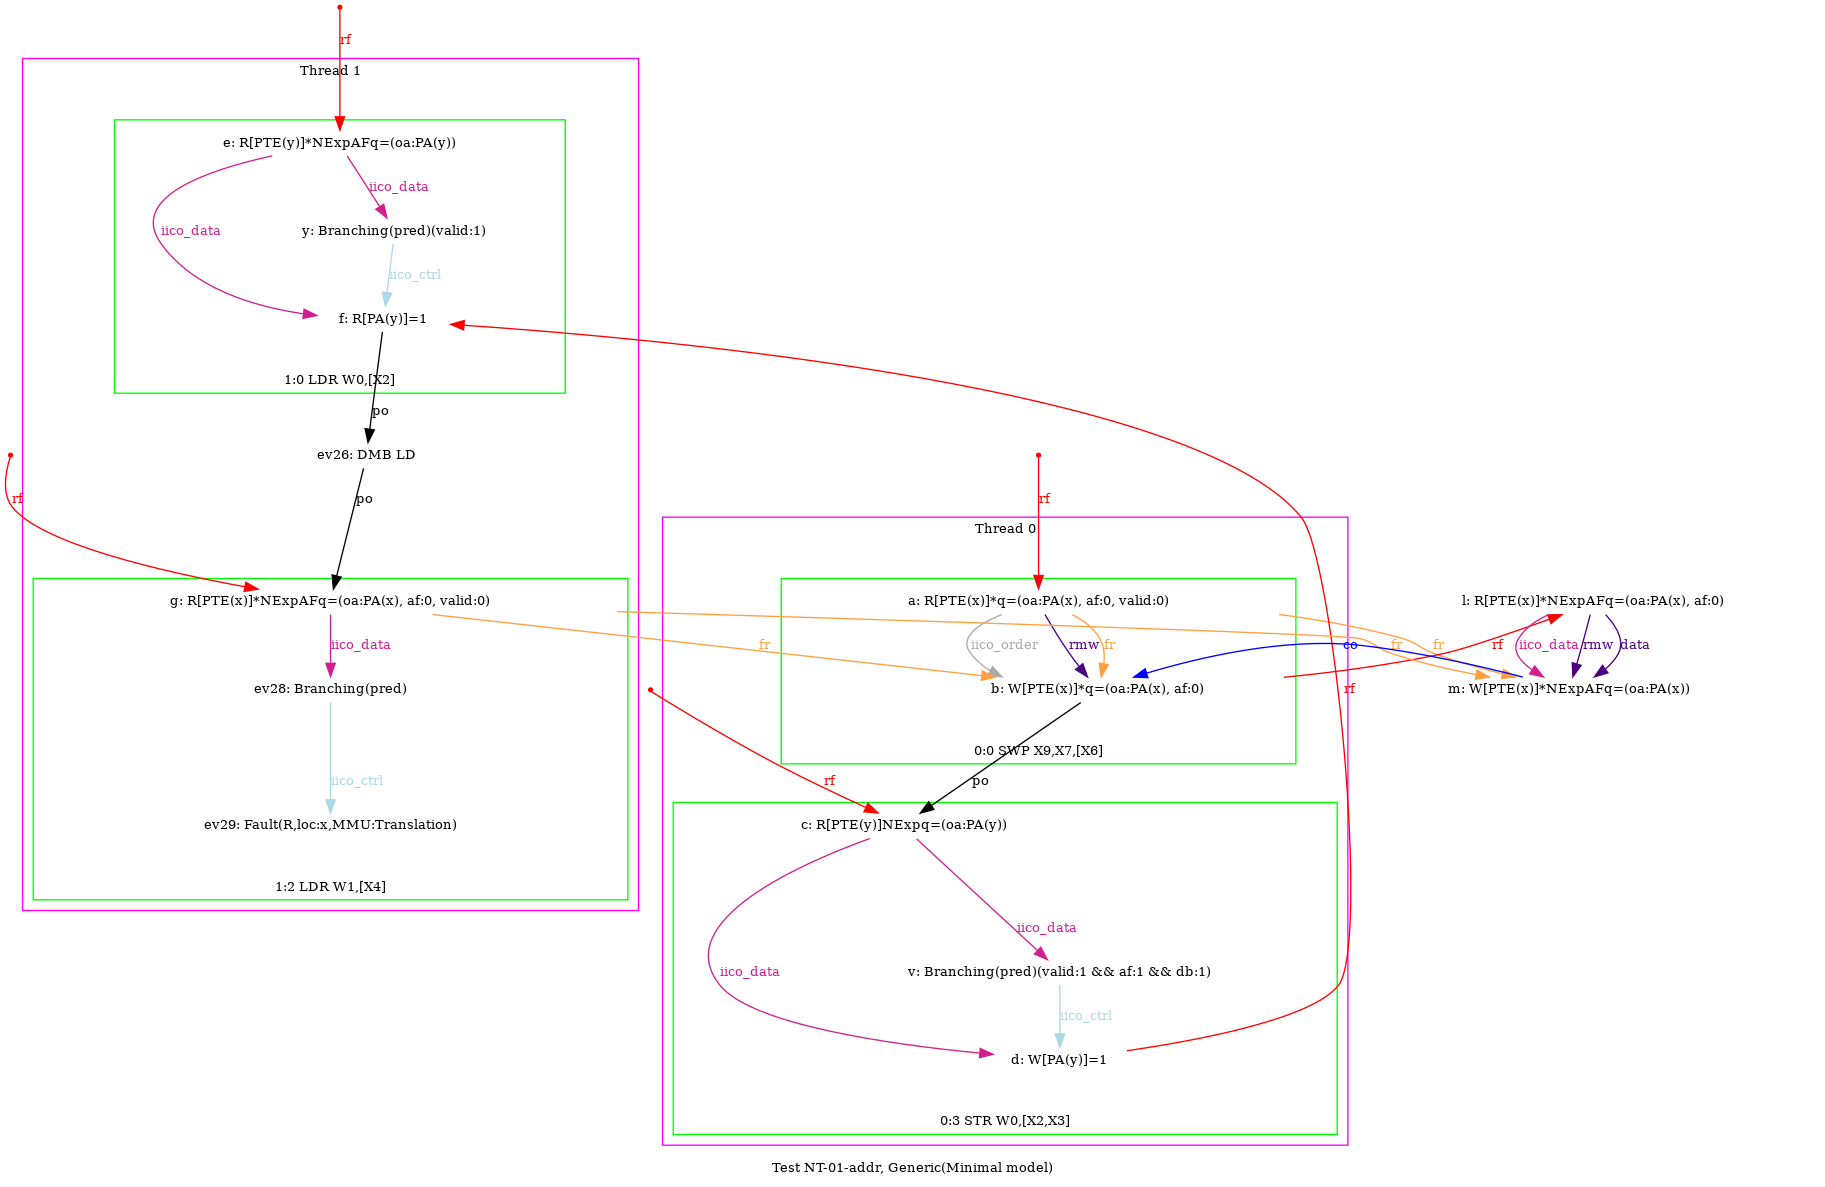 rf
Thread 1
e: R[PTE(y)]*NExpAFq=(oa:PA(y))
iico_data
y: Branching(pred)(valid:1)
iico_data
iico_ctrl
f: R[PA(y)]=1
1:0 LDR W0,[X2]
po
ev26: DMB LD
rf
po
rf
Thread 0
g: R[PTE(x)]*NExpAFq=(oa:PA(x), af:0, valid:0)
a: R[PTE(x)]*q=(oa:PA(x), af:0, valid:0)
l: R[PTE(x)]*NExpAFq=(oa:PA(x), af:0)
iico_data
fr
iico_order
rmw
fr
co
fr
fr
rf
iico_data
rmw
data
ev28: Branching(pred)
b: W[PTE(x)]*q=(oa:PA(x), af:0)
rf
m: W[PTE(x)]*NExpAFq=(oa:PA(x))
0:0 SWP X9,X7,[X6]
iico_ctrl
rf
po
ev29: Fault(R,loc:x,MMU:Translation)
c: R[PTE(y)]NExpq=(oa:PA(y))
1:2 LDR W1,[X4]
iico_data
iico_data
v: Branching(pred)(valid:1 && af:1 && db:1)
iico_ctrl
d: W[PA(y)]=1
0:3 STR W0,[X2,X3]
Test NT-01-addr, Generic(Minimal model)